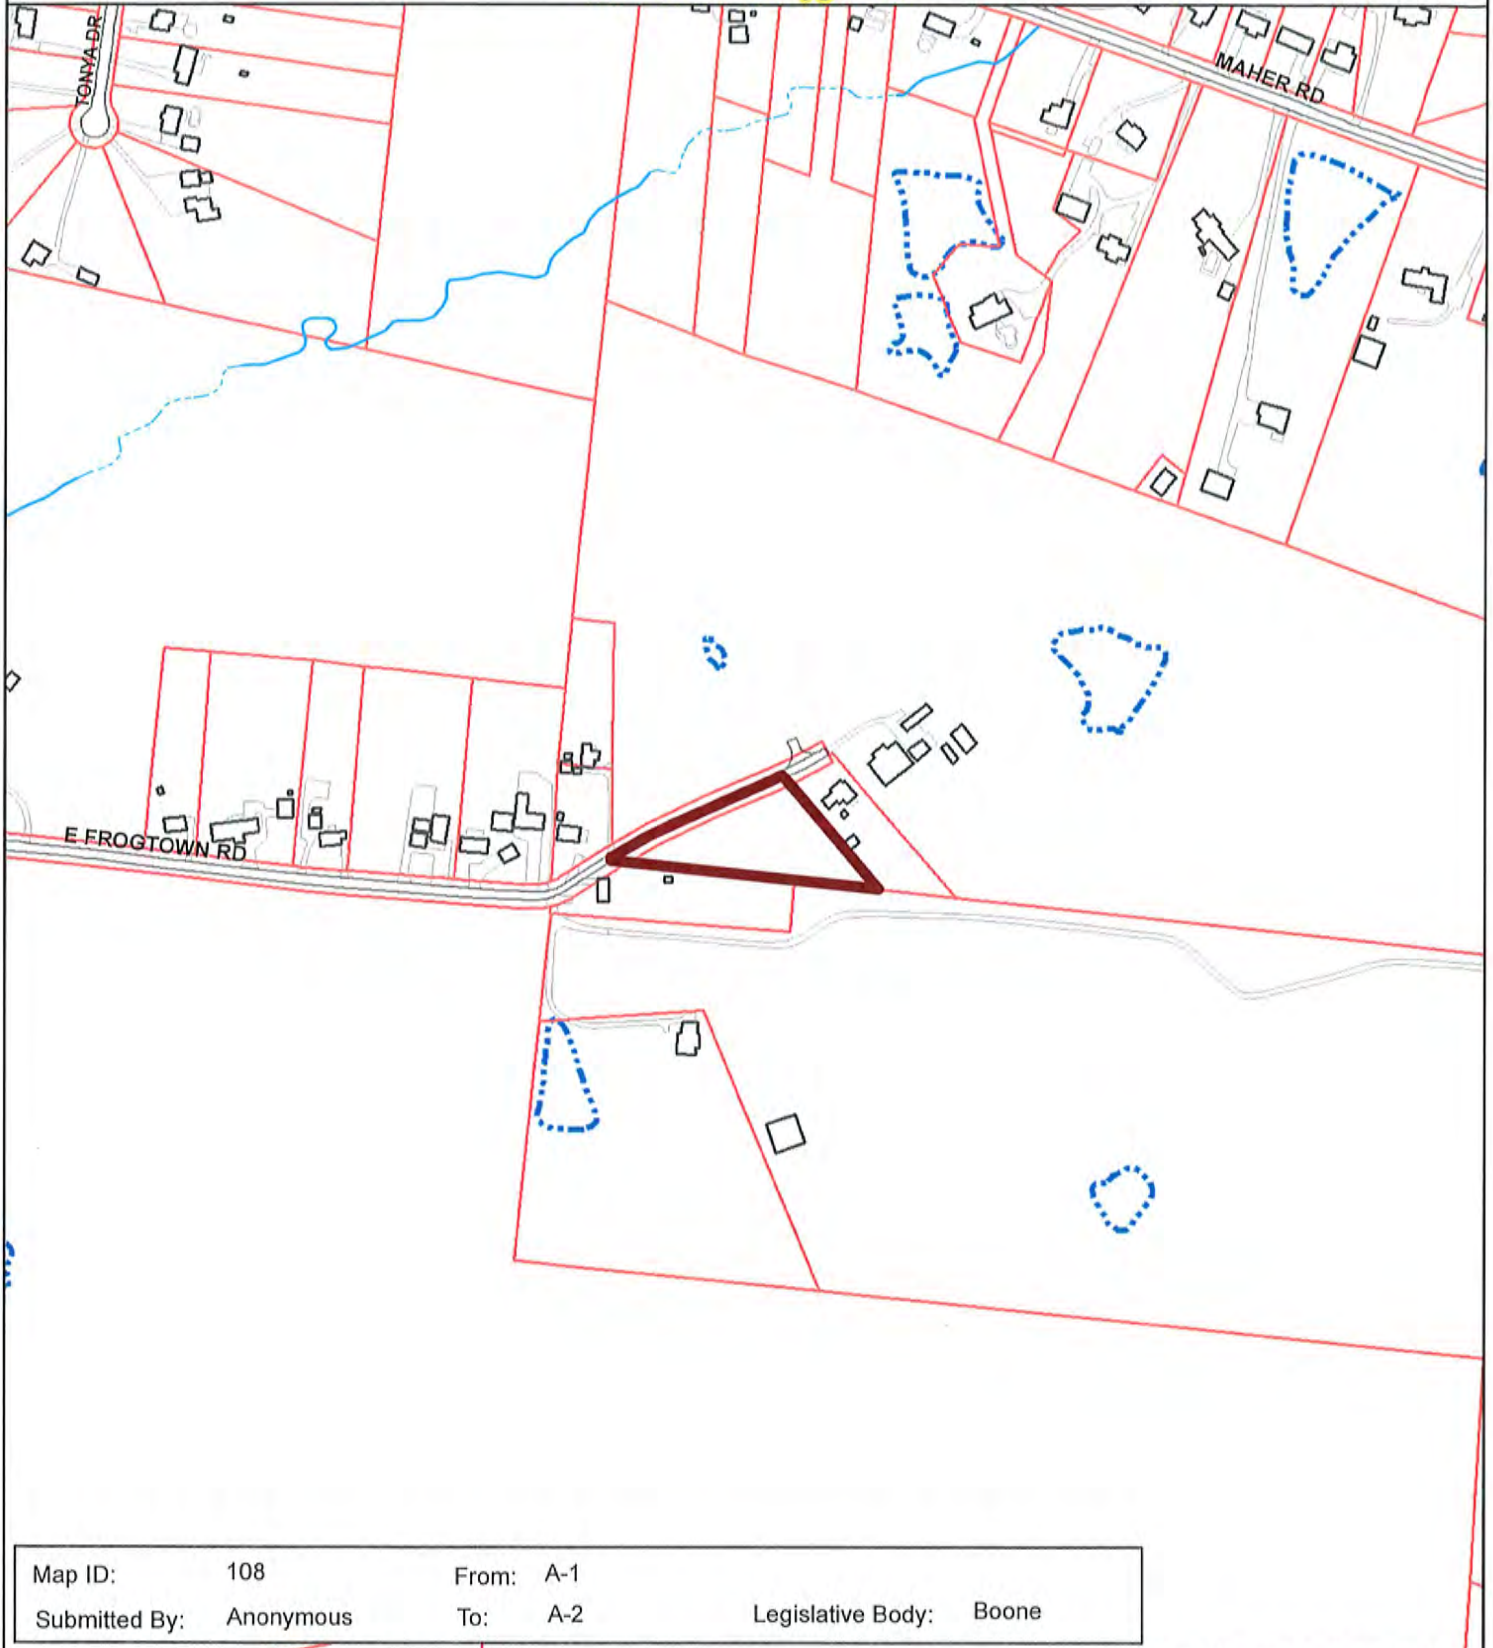 TONYA DR
MAHER RD
E FROGTOWN RD
Map ID: 108 From: A-1
Submitted By: Anonymous To: A-2 Legislative Body: Boone